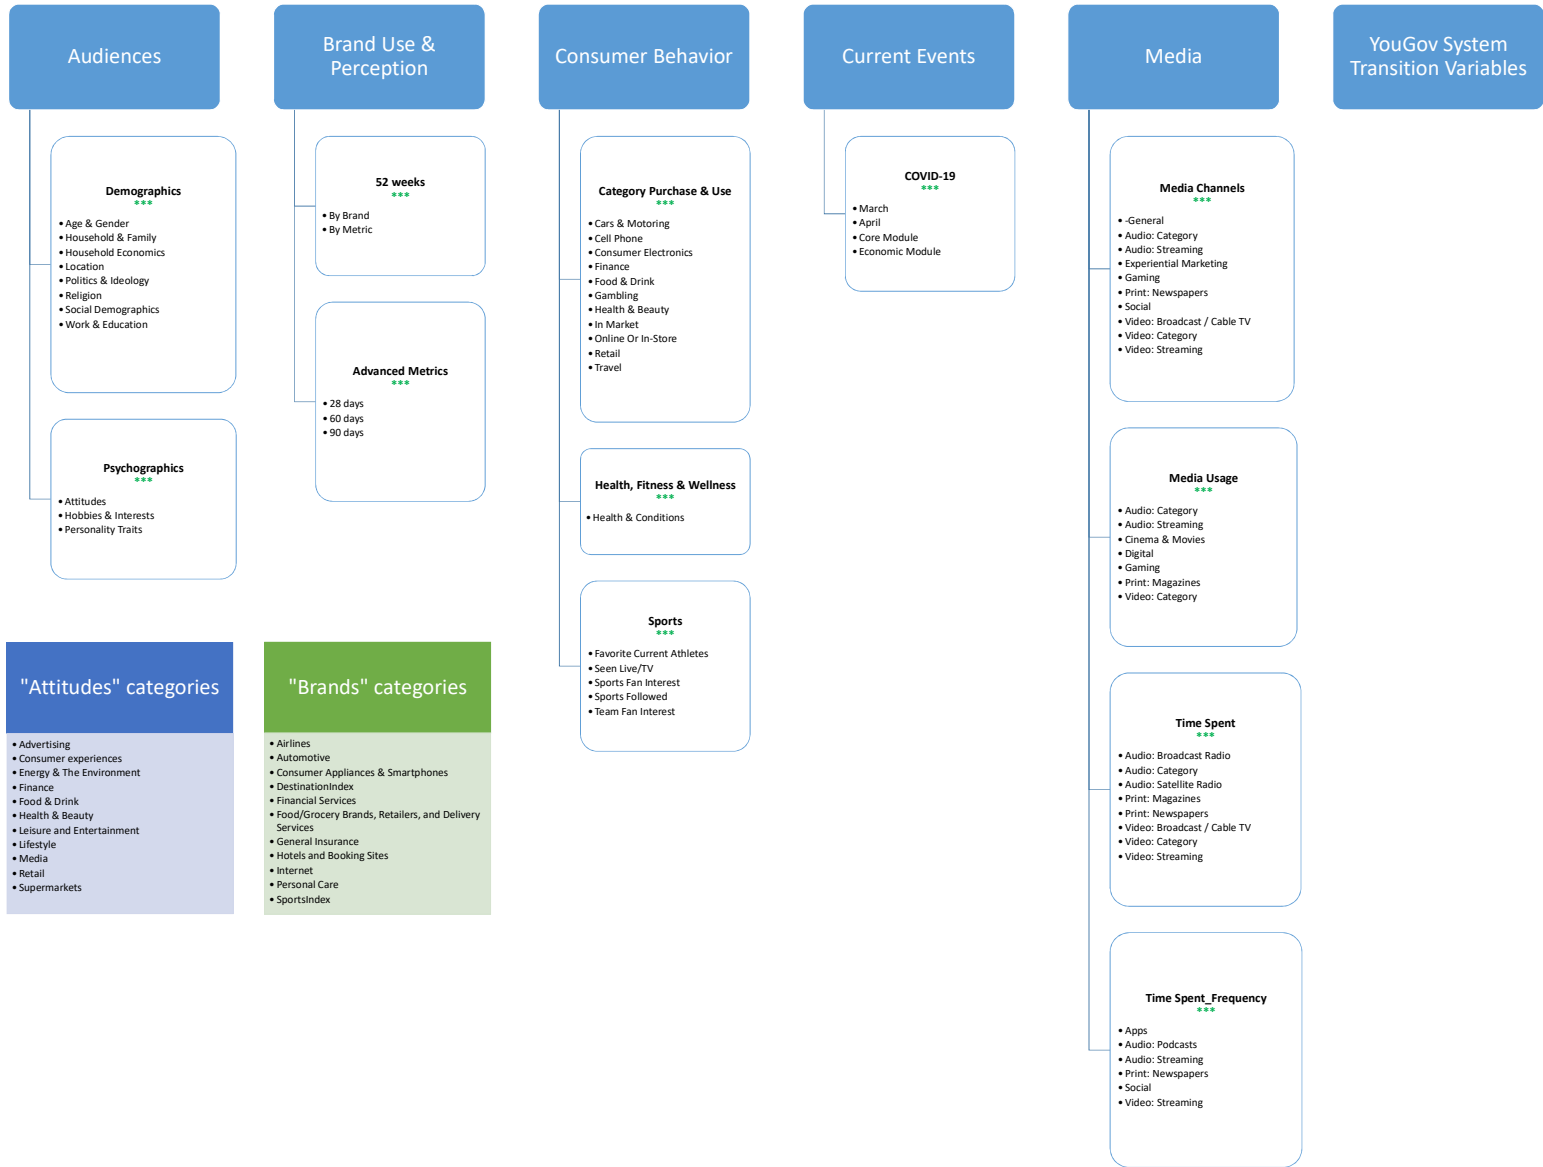 Audiences
Demographics
***
• Age & Gender
• Household & Family
• Household Economics
• Location
• Politics & Ideology
• Religion
• Social Demographics
• Work & Education
Psychographics
***
• Attitudes
• Hobbies & Interests
• Personality Traits
Brand Use &
Perception
52 weeks
***
• By Brand
• By Metric
Advanced Metrics
***
• 28 days
• 60 days
• 90 days
Consumer Behavior
Category Purchase & Use
***
• Cars & Motoring
• Cell Phone
• Consumer Electronics
• Finance
• Food & Drink
• Gambling
• Health & Beauty
• In Market
• Online Or In-Store
• Retail
• Travel
Health, Fitness & Wellness
***
• Health & Conditions
Sports
***
• Favorite Current Athletes
• Seen Live/TV
• Sports Fan Interest
• Sports Followed
• Team Fan Interest
Current Events
COVID-19
***
• March
• April
• Core Module
• Economic Module
Media
Media Channels
***
• -General
• Audio: Category
• Audio: Streaming
• Experiential Marketing
• Gaming
• Print: Newspapers
• Social
• Video: Broadcast / Cable TV
• Video: Category
• Video: Streaming
Media Usage
***
• Audio: Category
• Audio: Streaming
• Cinema & Movies
• Digital
• Gaming
• Print: Magazines
• Video: Category
Time Spent
***
• Audio: Broadcast Radio
• Audio: Category
• Audio: Satellite Radio
• Print: Magazines
• Print: Newspapers
• Video: Broadcast / Cable TV
• Video: Category
• Video: Streaming
Time Spent_Frequency
***
• Apps
• Audio: Podcasts
• Audio: Streaming
• Print: Newspapers
• Social
• Video: Streaming
YouGov System
Transition Variables
"Attitudes" categories
• Advertising
• Consumer experiences
• Energy & The Environment
• Finance
• Food & Drink
• Health & Beauty
• Leisure and Entertainment
• Lifestyle
• Media
• Retail
• Supermarkets
"Brands" categories
• Airlines
• Automotive
• Consumer Appliances & Smartphones
• DestinationIndex
• Financial Services
• Food/Grocery Brands, Retailers, and Delivery
Services
• General Insurance
• Hotels and Booking Sites
• Internet
• Personal Care
• SportsIndex